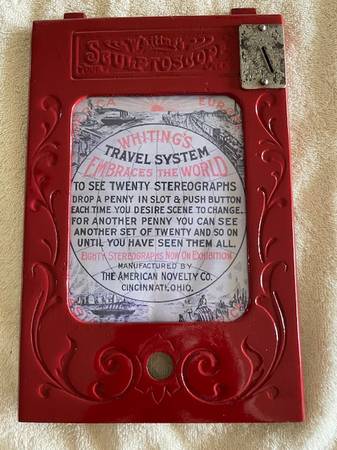 Whiting's
SCULPTOSCOPE
CA EUROP
WHITING'S
TRAVEL SYSTEM
EMBRACES THE WORLD
TO SEE TWENTY STEREOGRAPHS
DROP A PENNY IN SLOT & PUSH BUTTON
EACH TIME YOU DESIRE SCENE TO CHANGE.
FOR ANOTHER PENNY YOU CAN SEE
ANOTHER SET OF TWENTY AND SO ON
UNTIL YOU HAVE SEEN THEM ALL.
EIGHTY STEREOGRAPHS NOW ON EXHIBITION
MANUFACTURED BY
THE AMERICAN NOVELTY CO.
CINCINNATI, OHIO.